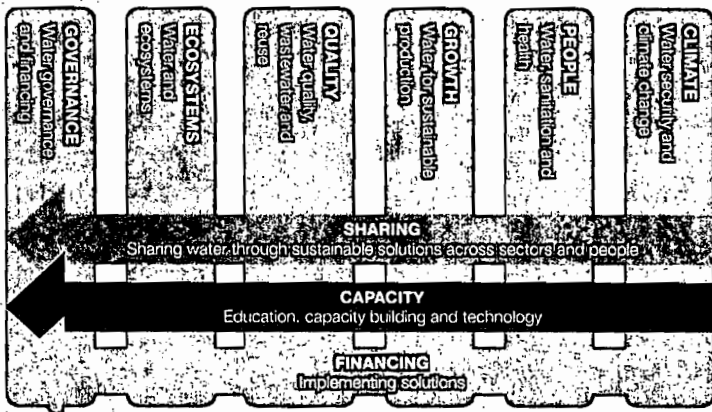 GOVERNANCE
Water governance
and financing
ECOSYSTEMS
Water and
ecosystems
QUALITY
Water quality,
wastewater and
reuse
GROWTH
Water for sustainable
production
PEOPLE
Water, sanitation and
health
CLIMATE
Water security and
climate change
SHARING
Sharing water through sustainable solutions across sectors and people
CAPACITY
Education, capacity building and technology
FINANCING
Implementing solutions